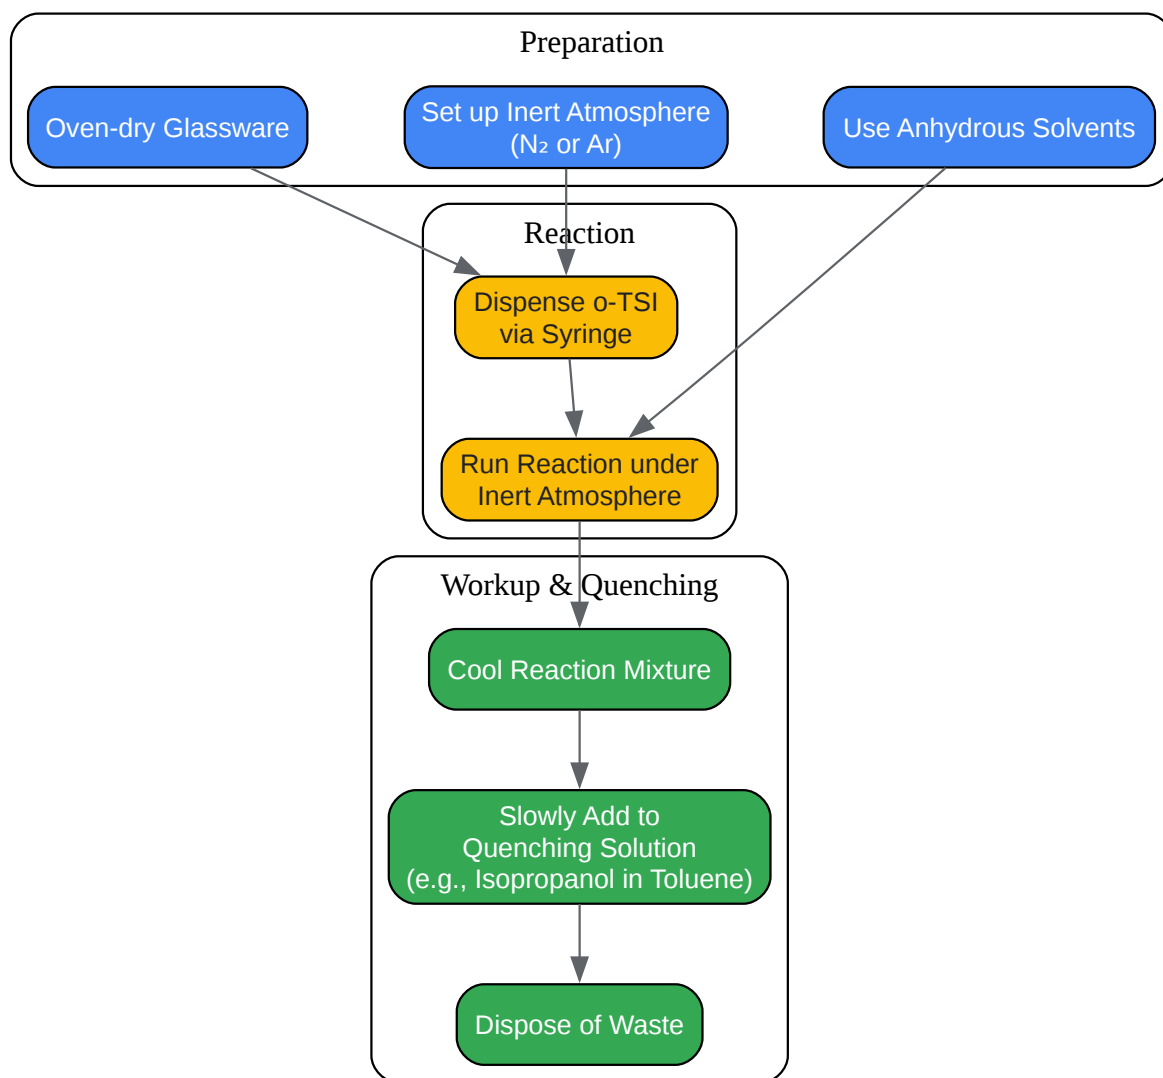 Preparation
Oven-dry Glassware
Set up Inert Atmosphere
(N₂ or Ar)
Use Anhydrous Solvents
Reaction
Dispense o-TSI
via Syringe
Run Reaction under
Inert Atmosphere
Workup & Quenching
Cool Reaction Mixture
Slowly Add to
Quenching Solution
(e.g., Isopropanol in Toluene)
Dispose of Waste